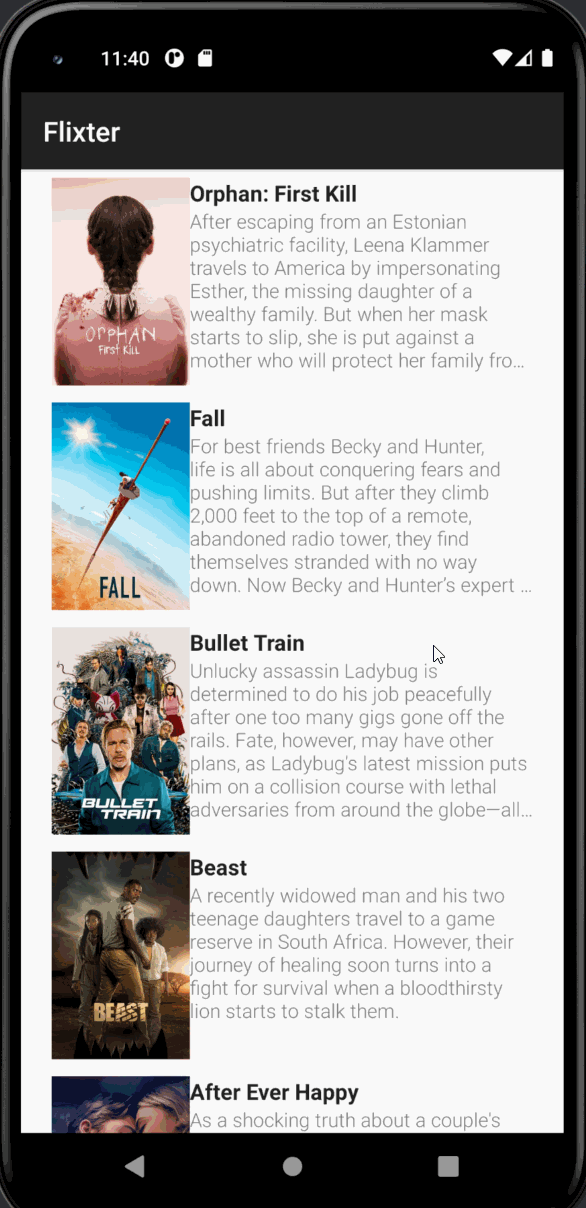 11:40
Flixter
Orphan: First Kill
After escaping from an Estonian
psychiatric facility, Leena Klammer
travels to America by impersonating
Esther, the missing daughter of a
wealthy family. But when her mask
starts to slip, she is put against a
mother who will protect her family fro…
ORPHAN
First Kill
Fall
For best friends Becky and Hunter,
life is all about conquering fears and
pushing limits. But after they climb
2,000 feet to the top of a remote,
abandoned radio tower, they find
themselves stranded with no way
down. Now Becky and Hunter’s expert …
FALL
Bullet Train
Unlucky assassin Ladybug is
determined to do his job peacefully
after one too many gigs gone off the
rails. Fate, however, may have other
plans, as Ladybug's latest mission puts
him on a collision course with lethal
adversaries from around the globe—all…
BULLET
TRAIN
Beast
A recently widowed man and his two
teenage daughters travel to a game
reserve in South Africa. However, their
journey of healing soon turns into a
fight for survival when a bloodthirsty
lion starts to stalk them.
BEAST
After Ever Happy
As a shocking truth about a couple's